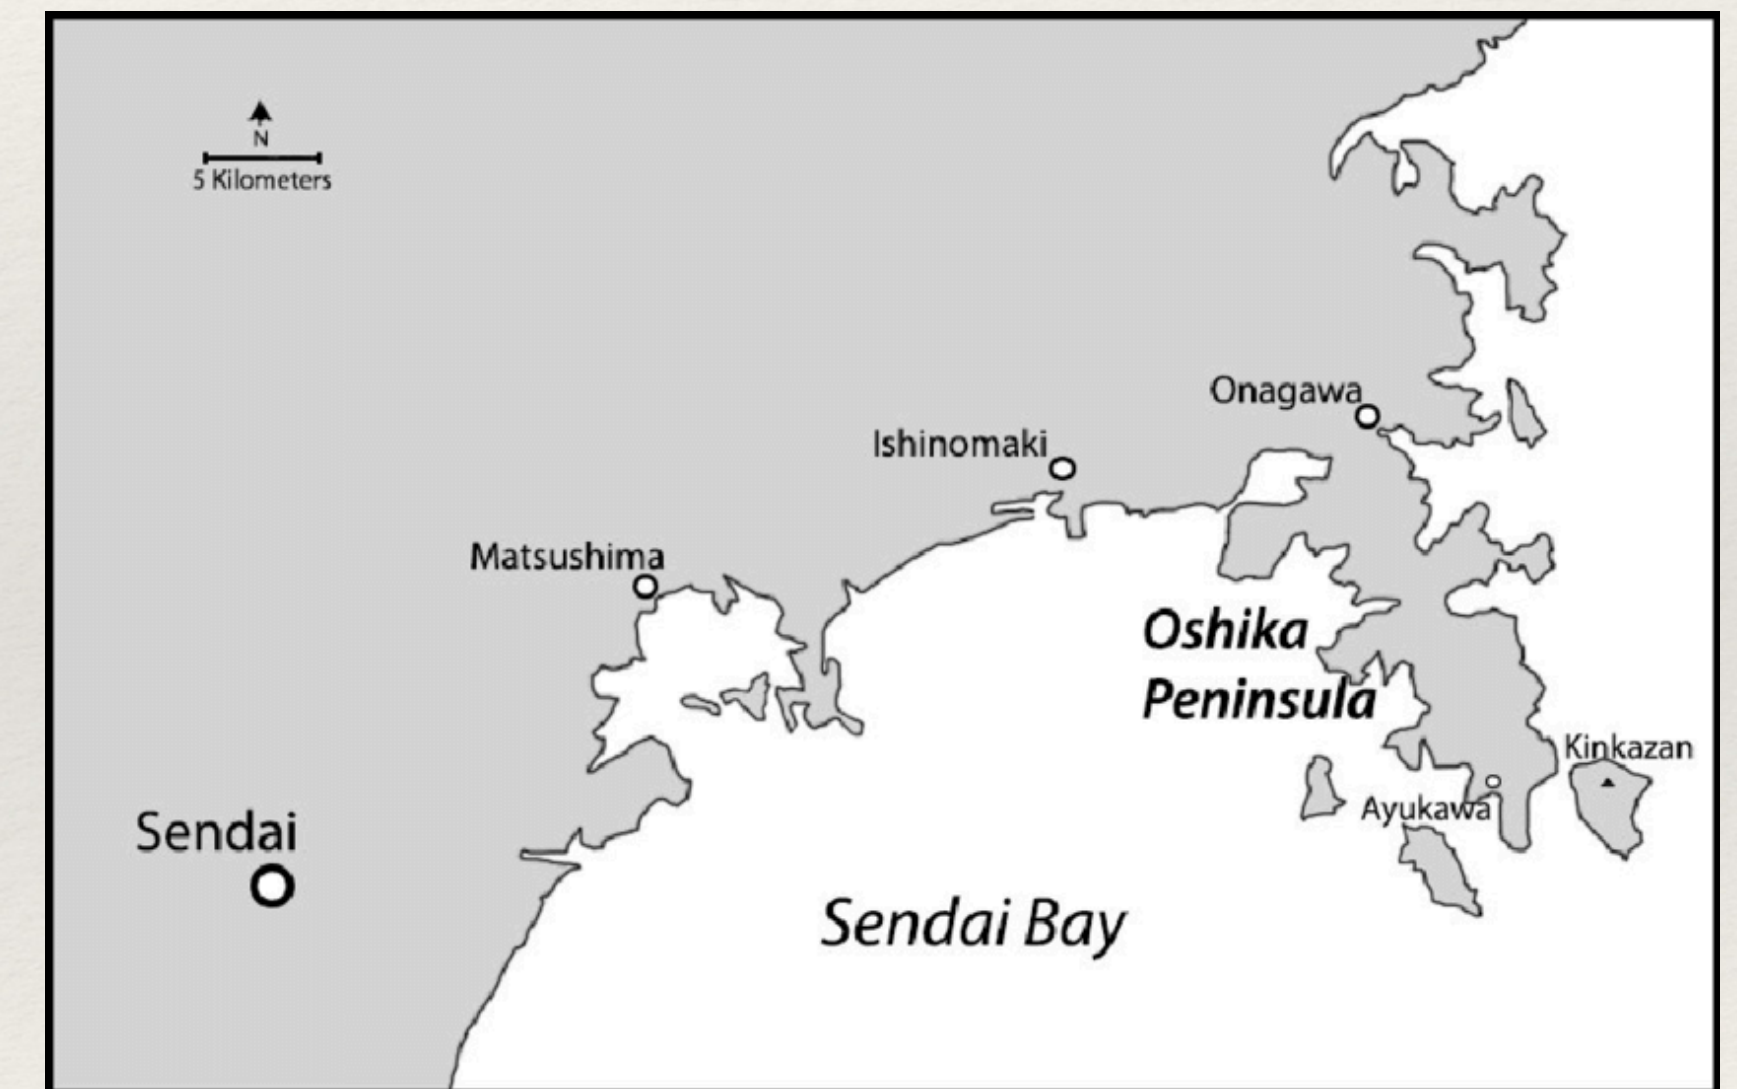 N
5 Kilometers
Onagawa
Ishinomaki
Matsushima
Oshika
Peninsula
Kinkazan
Ayukawa
Sendai
Sendai Bay